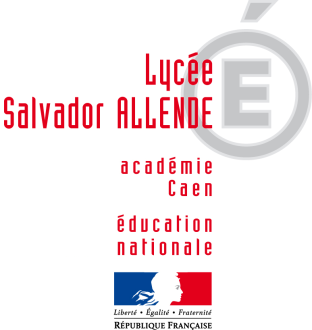 Lycée
Salvador ALLENDE
É
académie
Caen
éducation
nationale
Liberté • Égalité • Fraternité
RÉPUBLIQUE FRANÇAISE